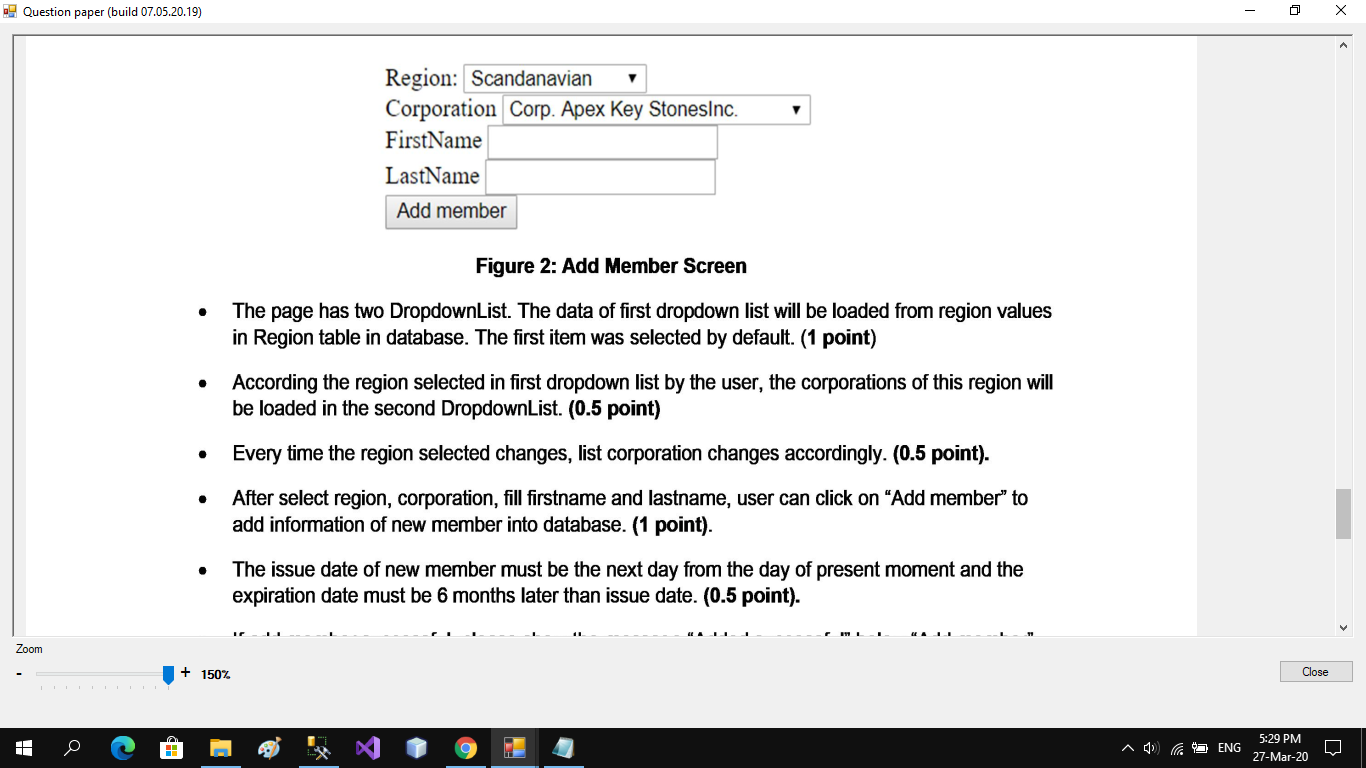 Question paper (build 07.05.20.19)
Region: Scandanavian
Corporation Corp. Apex Key StonesInc.
FirstName
LastName
Add member
Figure 2: Add Member Screen
• The page has two DropdownList. The data of first dropdown list will be loaded from region values
in Region table in database. The first item was selected by default. (1 point)
• According the region selected in first dropdown list by the user, the corporations of this region will
be loaded in the second DropdownList. (0.5 point)
• Every time the region selected changes, list corporation changes accordingly. (0.5 point).
• After select region, corporation, fill firstname and lastname, user can click on “Add member” to
add information of new member into database. (1 point).
• The issue date of new member must be the next day from the day of present moment and the
expiration date must be 6 months later than issue date. (0.5 point).
Zoom
- + 150%
Close
ENG
5:29 PM
27-Mar-20